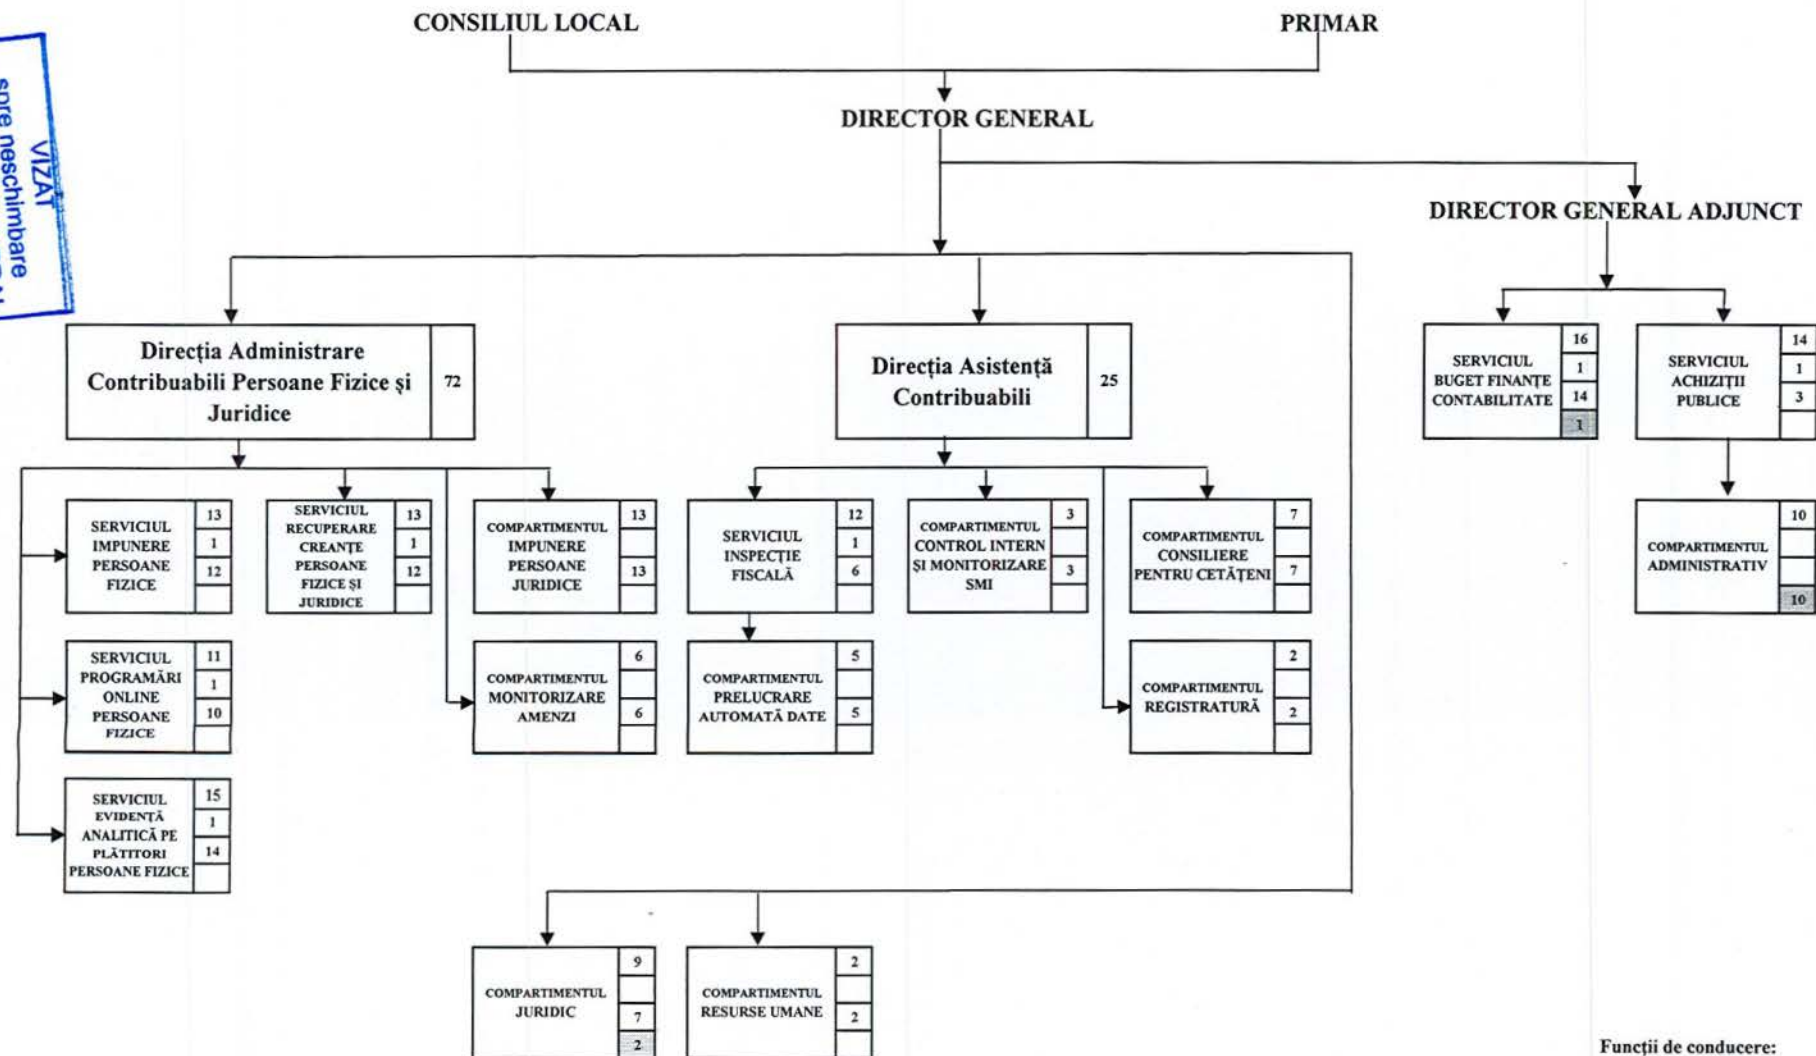 CONSILIUL LOCAL
PRIMAR
VIZAT
spre neschimbare
DIRECTOR GENERAL
DIRECTOR GENERAL ADJUNCT
Direcția Administrare
Contribuabili Persoane Fizice și
Juridice
72
Direcția Asistență
Contribuabili
25
SERVICIUL
BUGET FINANȚE
CONTABILITATE
16
1
14
1
SERVICIUL
ACHIZIȚII
PUBLICE
14
1
3
SERVICIUL
IMPUNERE
PERSOANE
FIZICE
13
1
12
SERVICIUL
RECUPERARE
CREANȚE
PERSOANE
FIZICE ȘI
JURIDICE
13
1
12
COMPARTIMENTUL
IMPUNERE
PERSOANE
JURIDICE
13
13
SERVICIUL
INSPECȚIE
FISCALĂ
12
1
6
COMPARTIMENTUL
CONTROL INTERN
ȘI MONITORIZARE
SMI
3
3
COMPARTIMENTUL
CONSILIERE
PENTRU CETĂȚENI
7
7
COMPARTIMENTUL
ADMINISTRATIV
10
10
SERVICIUL
PROGRAMĂRI
ONLINE
PERSOANE
FIZICE
11
1
10
COMPARTIMENTUL
MONITORIZARE
AMENZI
6
6
COMPARTIMENTUL
PRELUCRARE
AUTOMATĂ DATE
5
5
COMPARTIMENTUL
REGISTRATURĂ
2
2
SERVICIUL
EVIDENȚĂ
ANALITICĂ PE
PLĂTITORI
PERSOANE FIZICE
15
1
14
COMPARTIMENTUL
JURIDIC
9
7
2
COMPARTIMENTUL
RESURSE UMANE
2
2
Funcții de conducere: